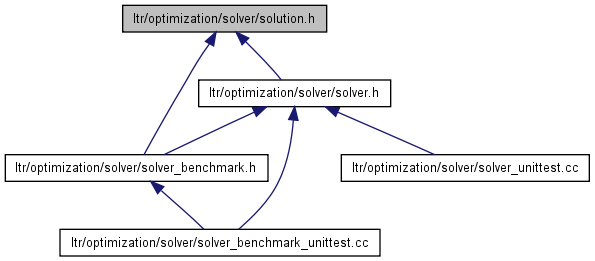 ltr/optimization/solver/solution.h
ltr/optimization/solver/solver.h
ltr/optimization/solver/solver_benchmark.h
ltr/optimization/solver/solver_unittest.cc
ltr/optimization/solver/solver_benchmark_unittest.cc